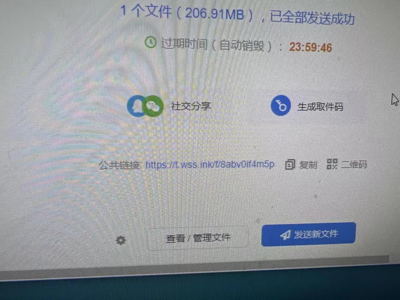 1 个文件（206.91MB），已全部发送成功
过期时间（自动销毁）： 23:59:46
社交分享 生成取件码
公共链接: https://t.wss.ink/f/8abv0if4m5p 复制 二维码
查看 / 管理文件 发送新文件